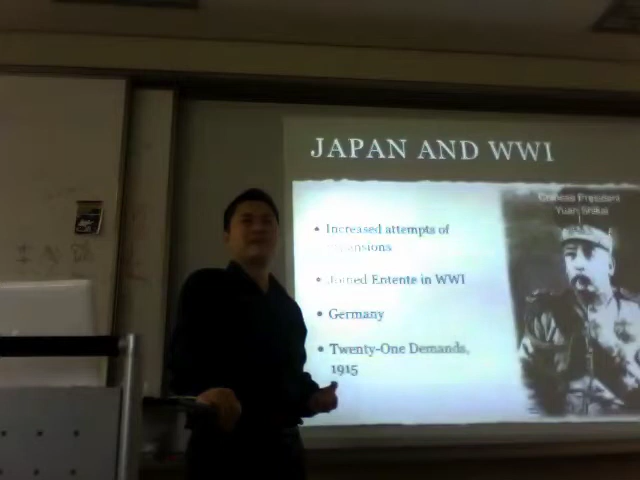 JAPAN AND WWI
Chinese President
Yuan Shikai
• Increased attempts of
expansions
• Joined Entente in WWI
• Germany
• Twenty-One Demands,
1915